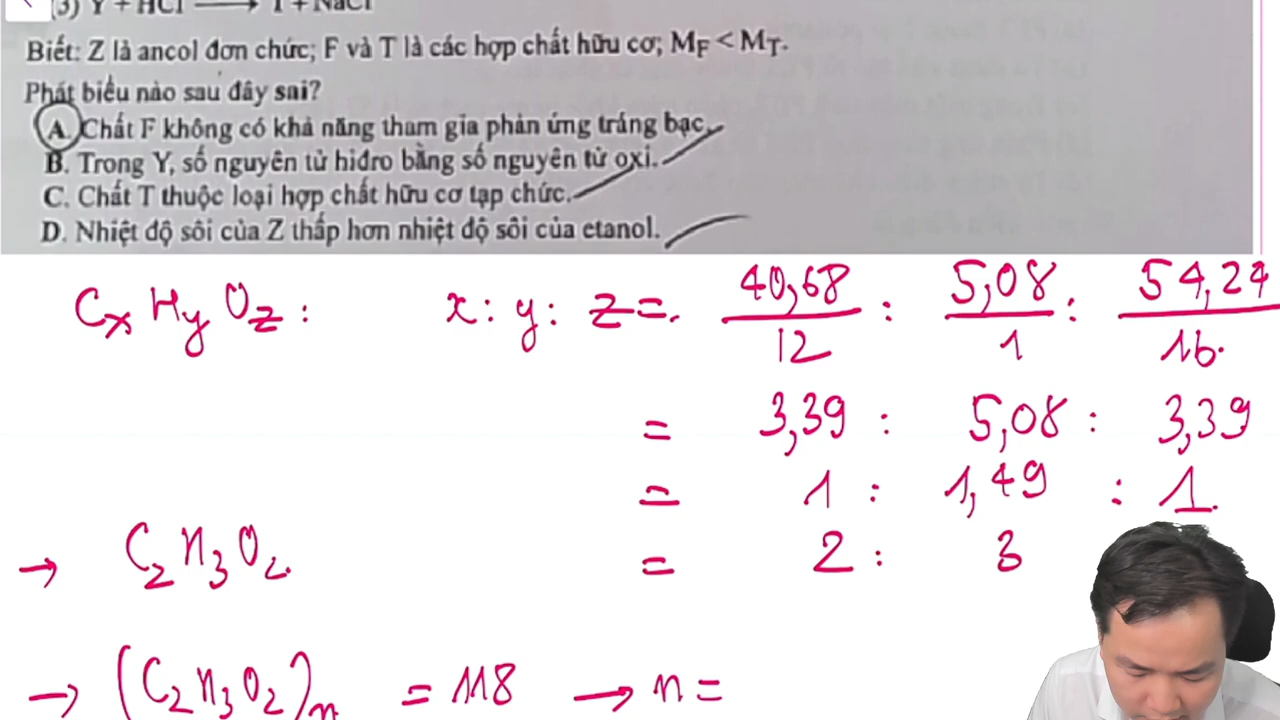 (3) Y + HCl → T + NaCl
Biết: Z là ancol đơn chức; F và T là các hợp chất hữu cơ; M_F < M_T.
Phát biểu nào sau đây sai?
A. Chất F không có khả năng tham gia phản ứng tráng bạc.
B. Trong Y, số nguyên tử hiđro bằng số nguyên tử oxi.
C. Chất T thuộc loại hợp chất hữu cơ tạp chức.
D. Nhiệt độ sôi của Z thấp hơn nhiệt độ sôi của etanol.
CxHyOz : x : y : z = 40,68/12 : 5,08/1 : 54,24/16
= 3,39 : 5,08 : 3,39
= 1 : 1,49 : 1
→ C2H3O2 = 2 : 3
→ (C2H3O2)n = 118 → n =